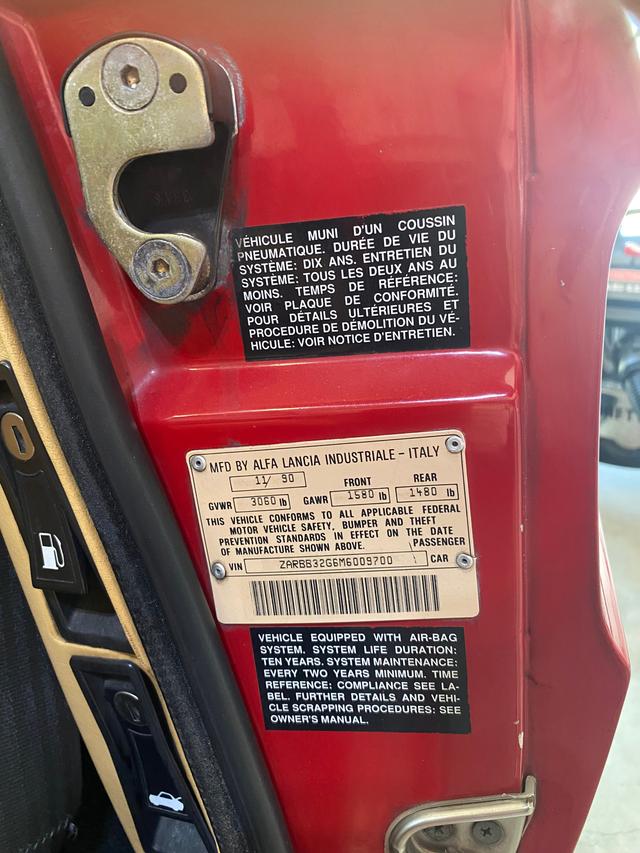 VÉHICULE MUNI D'UN COUSSIN
PNEUMATIQUE. DURÉE DE VIE DU
SYSTÈME: DIX ANS. ENTRETIEN DU
SYSTÈME: TOUS LES DEUX ANS AU
MOINS. TEMPS DE RÉFÉRENCE:
VOIR PLAQUE DE CONFORMITÉ.
POUR DÉTAILS ULTÉRIEURES ET
PROCEDURE DE DÉMOLITION DU VÉ-
HICULE: VOIR NOTICE D'ENTRETIEN.
MFD BY ALFA LANCIA INDUSTRIALE - ITALY
11/ 90 FRONT REAR
GVWR 3060 lb GAWR 1580 lb 1480 lb
THIS VEHICLE CONFORMS TO ALL APPLICABLE FEDERAL
MOTOR VEHICLE SAFETY, BUMPER AND THEFT
PREVENTION STANDARDS IN EFFECT ON THE DATE
OF MANUFACTURE SHOWN ABOVE. PASSENGER
VIN ZARBB32G6M6009700 CAR
VEHICLE EQUIPPED WITH AIR-BAG
SYSTEM. SYSTEM LIFE DURATION:
TEN YEARS. SYSTEM MAINTENANCE:
EVERY TWO YEARS MINIMUM. TIME
REFERENCE: COMPLIANCE SEE LA-
BEL. FURTHER DETAILS AND VEHI-
CLE SCRAPPING PROCEDURES: SEE
OWNER'S MANUAL.